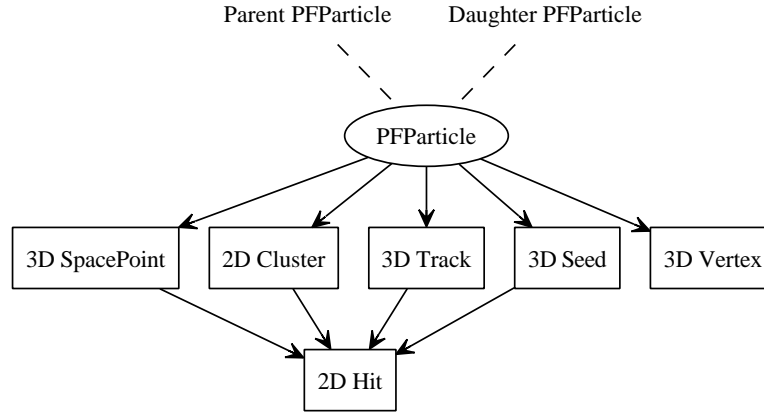 Parent PFParticle
Daughter PFParticle
PFParticle
3D SpacePoint
2D Cluster
3D Track
3D Seed
3D Vertex
2D Hit